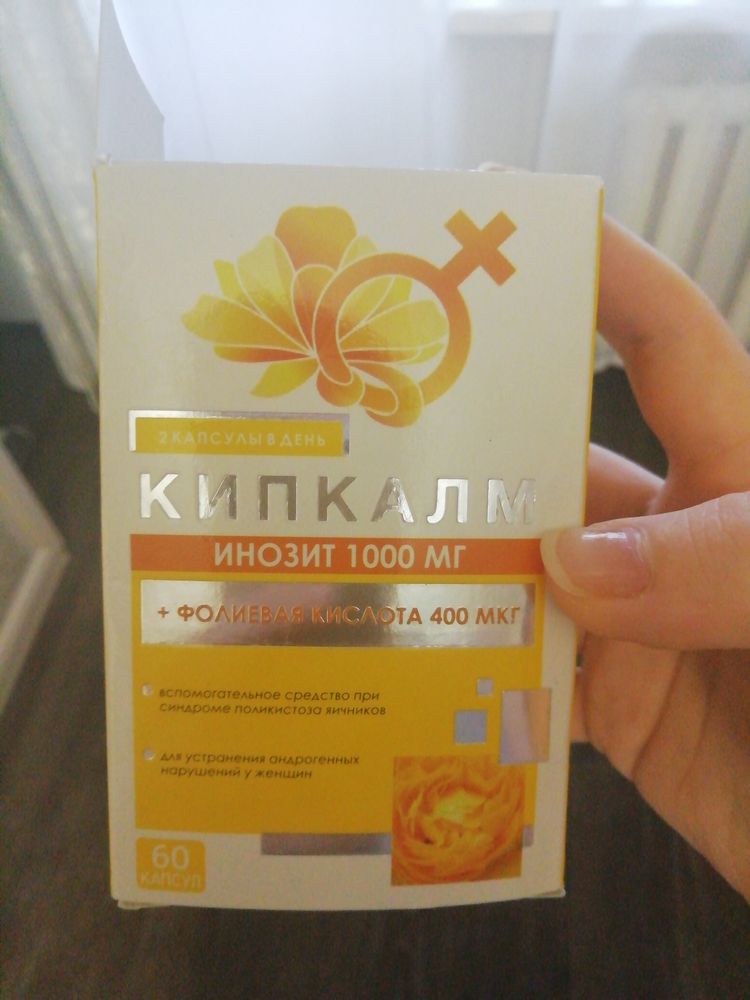 2 КАПСУЛЫ В ДЕНЬ
КИПКАЛМ
ИНОЗИТ 1000 МГ
+ ФОЛИЕВАЯ КИСЛОТА 400 МКГ
вспомогательное средство при
синдроме поликистоза яичников
для устранения андрогенных
нарушений у женщин
60
КАПСУЛ